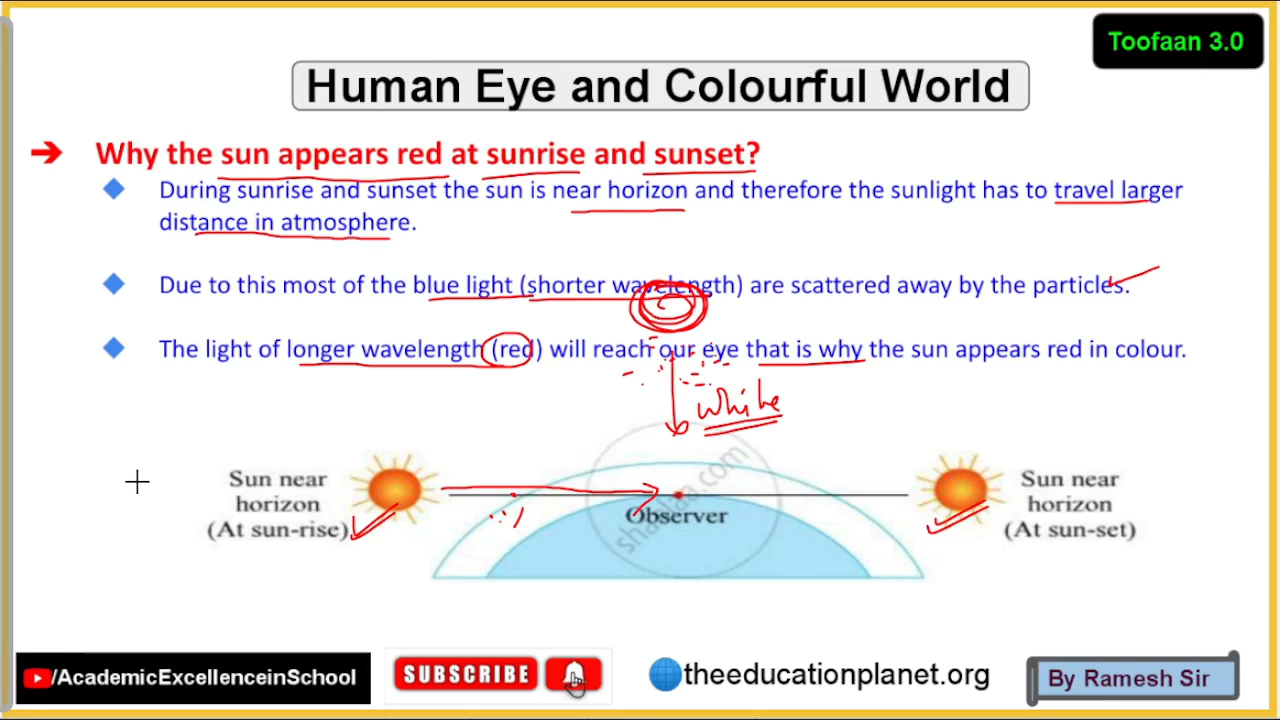 Toofaan 3.0
Human Eye and Colourful World
➔ Why the sun appears red at sunrise and sunset?
During sunrise and sunset the sun is near horizon and therefore the sunlight has to travel larger
distance in atmosphere.
Due to this most of the blue light (shorter wavelength) are scattered away by the particles.
The light of longer wavelength (red) will reach our eye that is why the sun appears red in colour.
white
Sun near
horizon
(At sun-rise)
Observer
shaalaa.com
Sun near
horizon
(At sun-set)
/AcademicExcellenceinSchool
SUBSCRIBE
theeducationplanet.org
By Ramesh Sir